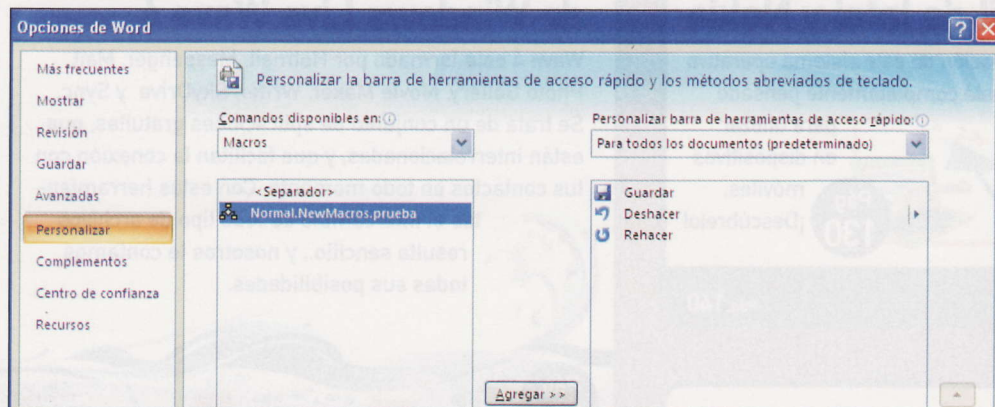 Opciones de Word
Más frecuentes
Mostrar
Revisión
Guardar
Avanzadas
Personalizar
Complementos
Centro de confianza
Recursos
Personalizar la barra de herramientas de acceso rápido y los métodos abreviados de teclado.
Comandos disponibles en:
Macros
<Separador>
Normal.NewMacros.prueba
Agregar >>
Personalizar barra de herramientas de acceso rápido:
Para todos los documentos (predeterminado)
Guardar
Deshacer
Rehacer